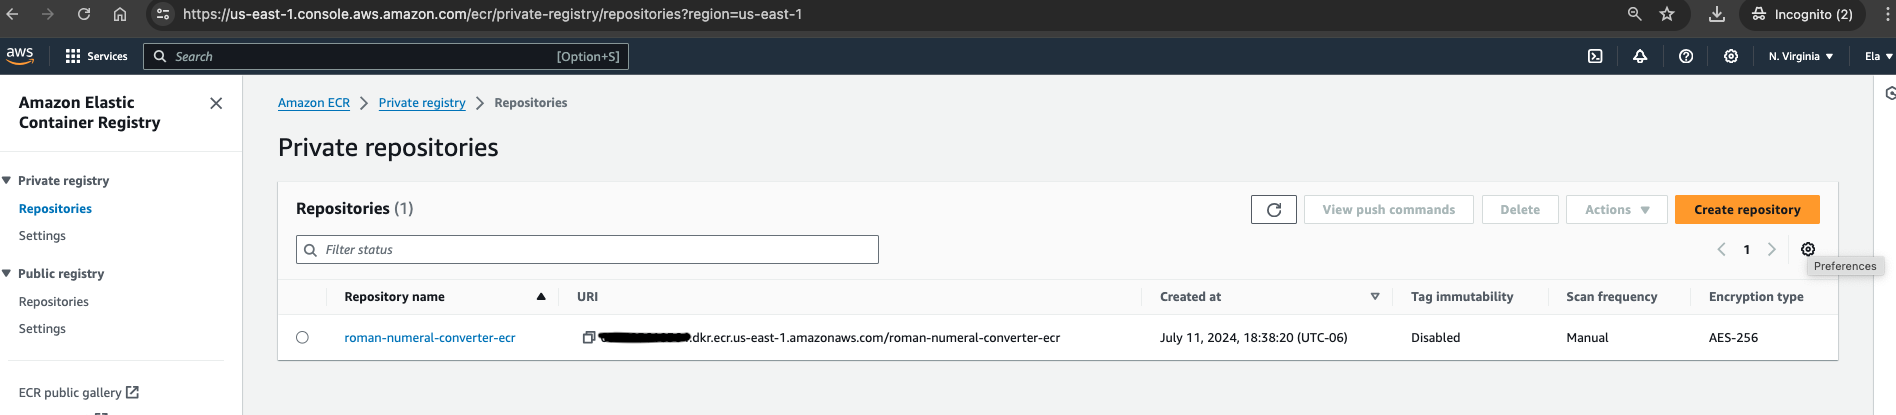 https://us-east-1.console.aws.amazon.com/ecr/private-registry/repositories?region=us-east-1
Incognito (2)
aws
Services
Search
[Option+S]
N. Virginia
Ela
Amazon Elastic
Container Registry
Private registry
Repositories
Settings
Public registry
Repositories
Settings
ECR public gallery
Amazon ECR > Private registry > Repositories
Private repositories
Repositories (1)
View push commands
Delete
Actions
Create repository
Filter status
1
Preferences
Repository name URI Created at Tag immutability Scan frequency Encryption type
roman-numeral-converter-ecr .dkr.ecr.us-east-1.amazonaws.com/roman-numeral-converter-ecr July 11, 2024, 18:38:20 (UTC-06) Disabled Manual AES-256